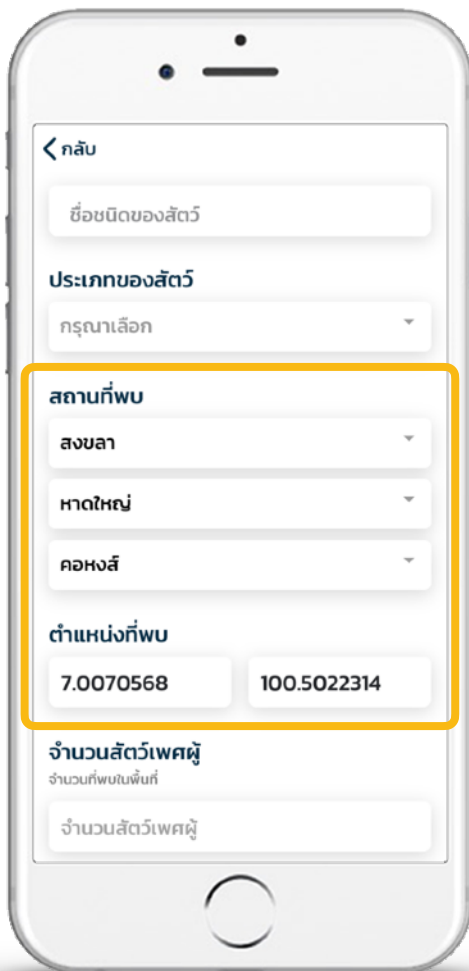 กลับ
ชื่อชนิดของสัตว์
ประเภทของสัตว์
กรุณาเลือก
สถานที่พบ
สงขลา
หาดใหญ่
คอหงส์
ตำแหน่งที่พบ
7.0070568 100.5022314
จำนวนสัตว์เพศผู้
จำนวนที่พบในพื้นที่
จำนวนสัตว์เพศผู้